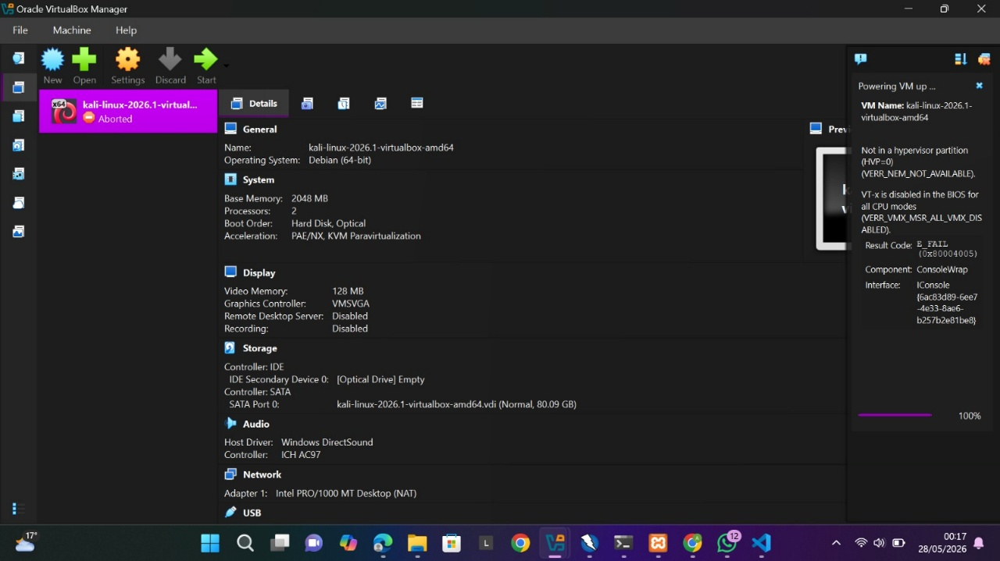 Oracle VirtualBox Manager
File Machine Help
New Open Settings Discard Start
x64
kali-linux-2026.1-virtual...
Aborted
Details
General
Name: kali-linux-2026.1-virtualbox-amd64
Operating System: Debian (64-bit)
System
Base Memory: 2048 MB
Processors: 2
Boot Order: Hard Disk, Optical
Acceleration: PAE/NX, KVM Paravirtualization
Display
Video Memory: 128 MB
Graphics Controller: VMSVGA
Remote Desktop Server: Disabled
Recording: Disabled
Storage
Controller: IDE
IDE Secondary Device 0: [Optical Drive] Empty
Controller: SATA
SATA Port 0: kali-linux-2026.1-virtualbox-amd64.vdi (Normal, 80.09 GB)
Audio
Host Driver: Windows DirectSound
Controller: ICH AC97
Network
Adapter 1: Intel PRO/1000 MT Desktop (NAT)
USB
Previ
Powering VM up ...
VM Name: kali-linux-2026.1-
virtualbox-amd64
Not in a hypervisor partition
(HVP=0)
(VERR_NEM_NOT_AVAILABLE).
VT-x is disabled in the BIOS for
all CPU modes
(VERR_VMX_MSR_ALL_VMX_DIS
ABLED).
Result Code: E_FAIL
(0x80004005)
Component: ConsoleWrap
Interface: IConsole
{6ac83d89-6ee7
-4e33-8ae6-
b257b2e81be8}
100%
17°
L
12
00:17
28/05/2026